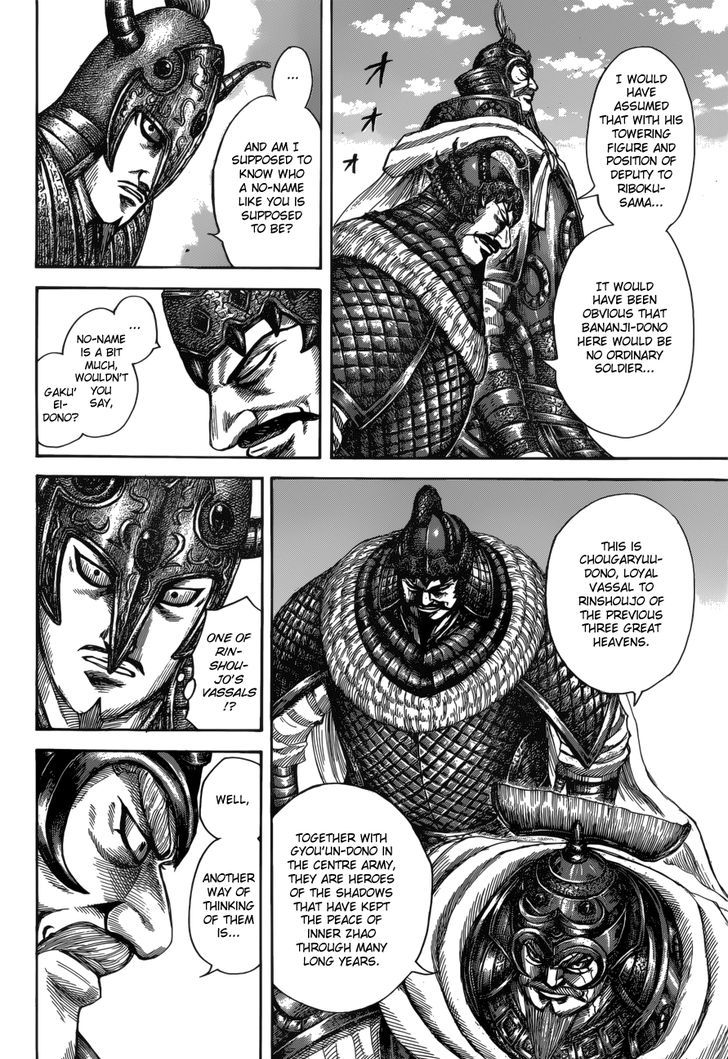 I WOULD
HAVE
ASSUMED
THAT WITH HIS
TOWERING
FIGURE AND
POSITION OF
DEPUTY TO
RIBOKU-
SAMA...
IT WOULD
HAVE BEEN
OBVIOUS THAT
BANANJI-DONO
HERE WOULD BE
NO ORDINARY
SOLDIER...
オ
オ
オ
...
AND AM I
SUPPOSED TO
KNOW WHO
A NO-NAME
LIKE YOU IS
SUPPOSED
TO BE?
...
NO-NAME
IS A BIT
MUCH,
WOULDN'T
YOU
SAY,
GAKU'
EI-
DONO?
THIS IS
CHOUGARYUU-
DONO, LOYAL
VASSAL TO
RINSHOUJO OF
THE PREVIOUS
THREE GREAT
HEAVENS.
ONE OF
RIN-
SHOU-
JO'S
VASSALS
!?
TOGETHER WITH
GYOU'UN-DONO IN
THE CENTRE ARMY,
THEY ARE HEROES
OF THE SHADOWS
THAT HAVE KEPT
THE PEACE OF
INNER ZHAO
THROUGH MANY
LONG YEARS.
WELL,
ANOTHER
WAY OF
THINKING
OF THEM
IS...